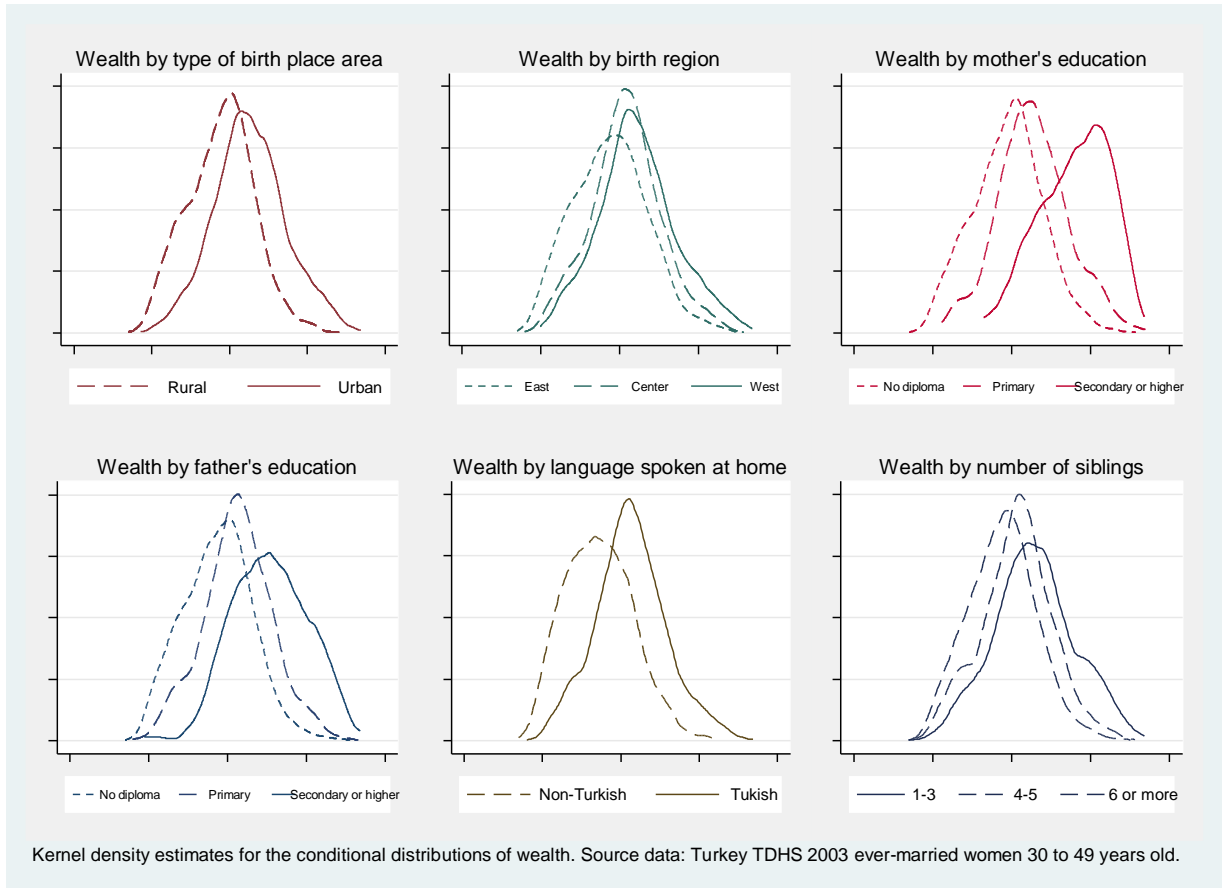 Wealth by type of birth place area
Rural Urban
Wealth by birth region
East Center West
Wealth by mother's education
No diploma Primary Secondary or higher
Wealth by father's education
No diploma Primary Secondary or higher
Wealth by language spoken at home
Non-Turkish Tukish
Wealth by number of siblings
1-3 4-5 6 or more
Kernel density estimates for the conditional distributions of wealth. Source data: Turkey TDHS 2003 ever-married women 30 to 49 years old.